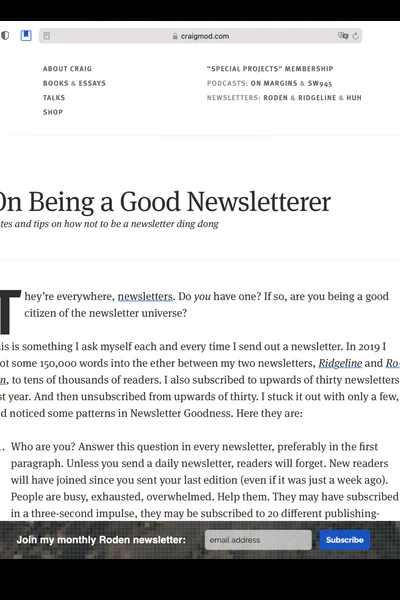 craigmod.com
ABOUT CRAIG
BOOKS & ESSAYS
TALKS
SHOP
“SPECIAL PROJECTS” MEMBERSHIP
PODCASTS: ON MARGINS & SW945
NEWSLETTERS: RODEN & RIDGELINE & HUH
On Being a Good Newsletterer
tes and tips on how not to be a newsletter ding dong
They’re everywhere, newsletters. Do you have one? If so, are you being a good
citizen of the newsletter universe?
is is something I ask myself each and every time I send out a newsletter. In 2019 I
ot some 150,000 words into the ether between my two newsletters, Ridgeline and Ro-
n, to tens of thousands of readers. I also subscribed to upwards of thirty newsletters
st year. And then unsubscribed from upwards of thirty. I stuck it out with only a few,
d noticed some patterns in Newsletter Goodness. Here they are:
. Who are you? Answer this question in every newsletter, preferably in the first
paragraph. Unless you send a daily newsletter, readers will forget. New readers
will have joined since you sent your last edition (even if it was just a week ago).
People are busy, exhausted, overwhelmed. Help them. They may have subscribed
in a three-second impulse, they may be subscribed to 20 different publishing-
Join my monthly Roden newsletter:
email address
Subscribe